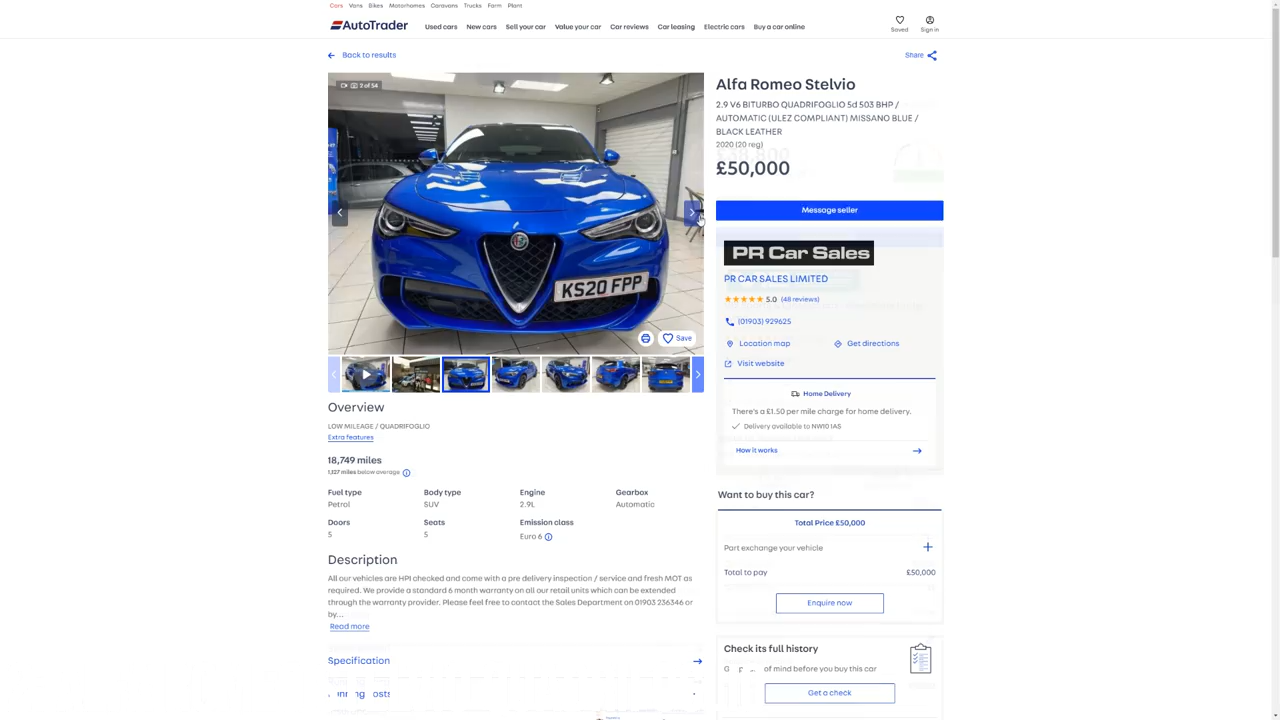 Cars Vans Bikes Motorhomes Caravans Trucks Farm Plant
AutoTrader
Used cars New cars Sell your car Value your car Car reviews Car leasing Electric cars Buy a car online
Saved Sign in
Back to results
Share
2 of 54
KS20 FPP
Save
Alfa Romeo Stelvio
2.9 V6 BITURBO QUADRIFOGLIO 5d 503 BHP /
AUTOMATIC (ULEZ COMPLIANT) MISSANO BLUE /
BLACK LEATHER
2020 (20 reg)
£50,000
Message seller
PR Car Sales
PR CAR SALES LIMITED
5.0 (48 reviews)
(01903) 929625
Location map Get directions
Visit website
Home Delivery
There's a £1.50 per mile charge for home delivery.
Delivery available to NW10 1AS
How it works
Want to buy this car?
Total Price £50,000
Part exchange your vehicle
Total to pay £50,000
Enquire now
Check its full history
of mind before you buy this car
Get a check
Overview
LOW MILEAGE / QUADRIFOGLIO
Extra features
18,749 miles
1,127 miles below average
Fuel type Body type Engine Gearbox
Petrol SUV 2.9L Automatic
Doors Seats Emission class
5 5 Euro 6
Description
All our vehicles are HPI checked and come with a pre delivery inspection / service and fresh MOT as
required. We provide a standard 6 month warranty on all our retail units which can be extended
through the warranty provider. Please feel free to contact the Sales Department on 01903 236346 or
by...
Read more
Specification